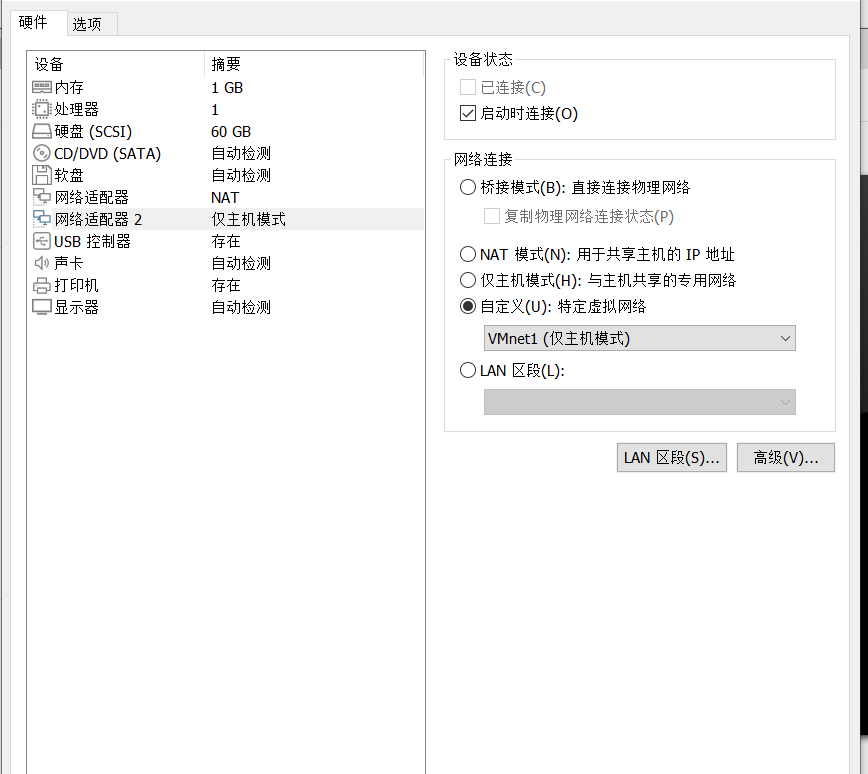 硬件 选项
设备 摘要
内存 1 GB
处理器 1
硬盘 (SCSI) 60 GB
CD/DVD (SATA) 自动检测
软盘 自动检测
网络适配器 NAT
网络适配器 2 仅主机模式
USB 控制器 存在
声卡 自动检测
打印机 存在
显示器 自动检测
设备状态
已连接(C)
启动时连接(O)
网络连接
桥接模式(B): 直接连接物理网络
复制物理网络连接状态(P)
NAT 模式(N): 用于共享主机的 IP 地址
仅主机模式(H): 与主机共享的专用网络
自定义(U): 特定虚拟网络
VMnet1 (仅主机模式)
LAN 区段(L):
LAN 区段(S)... 高级(V)...